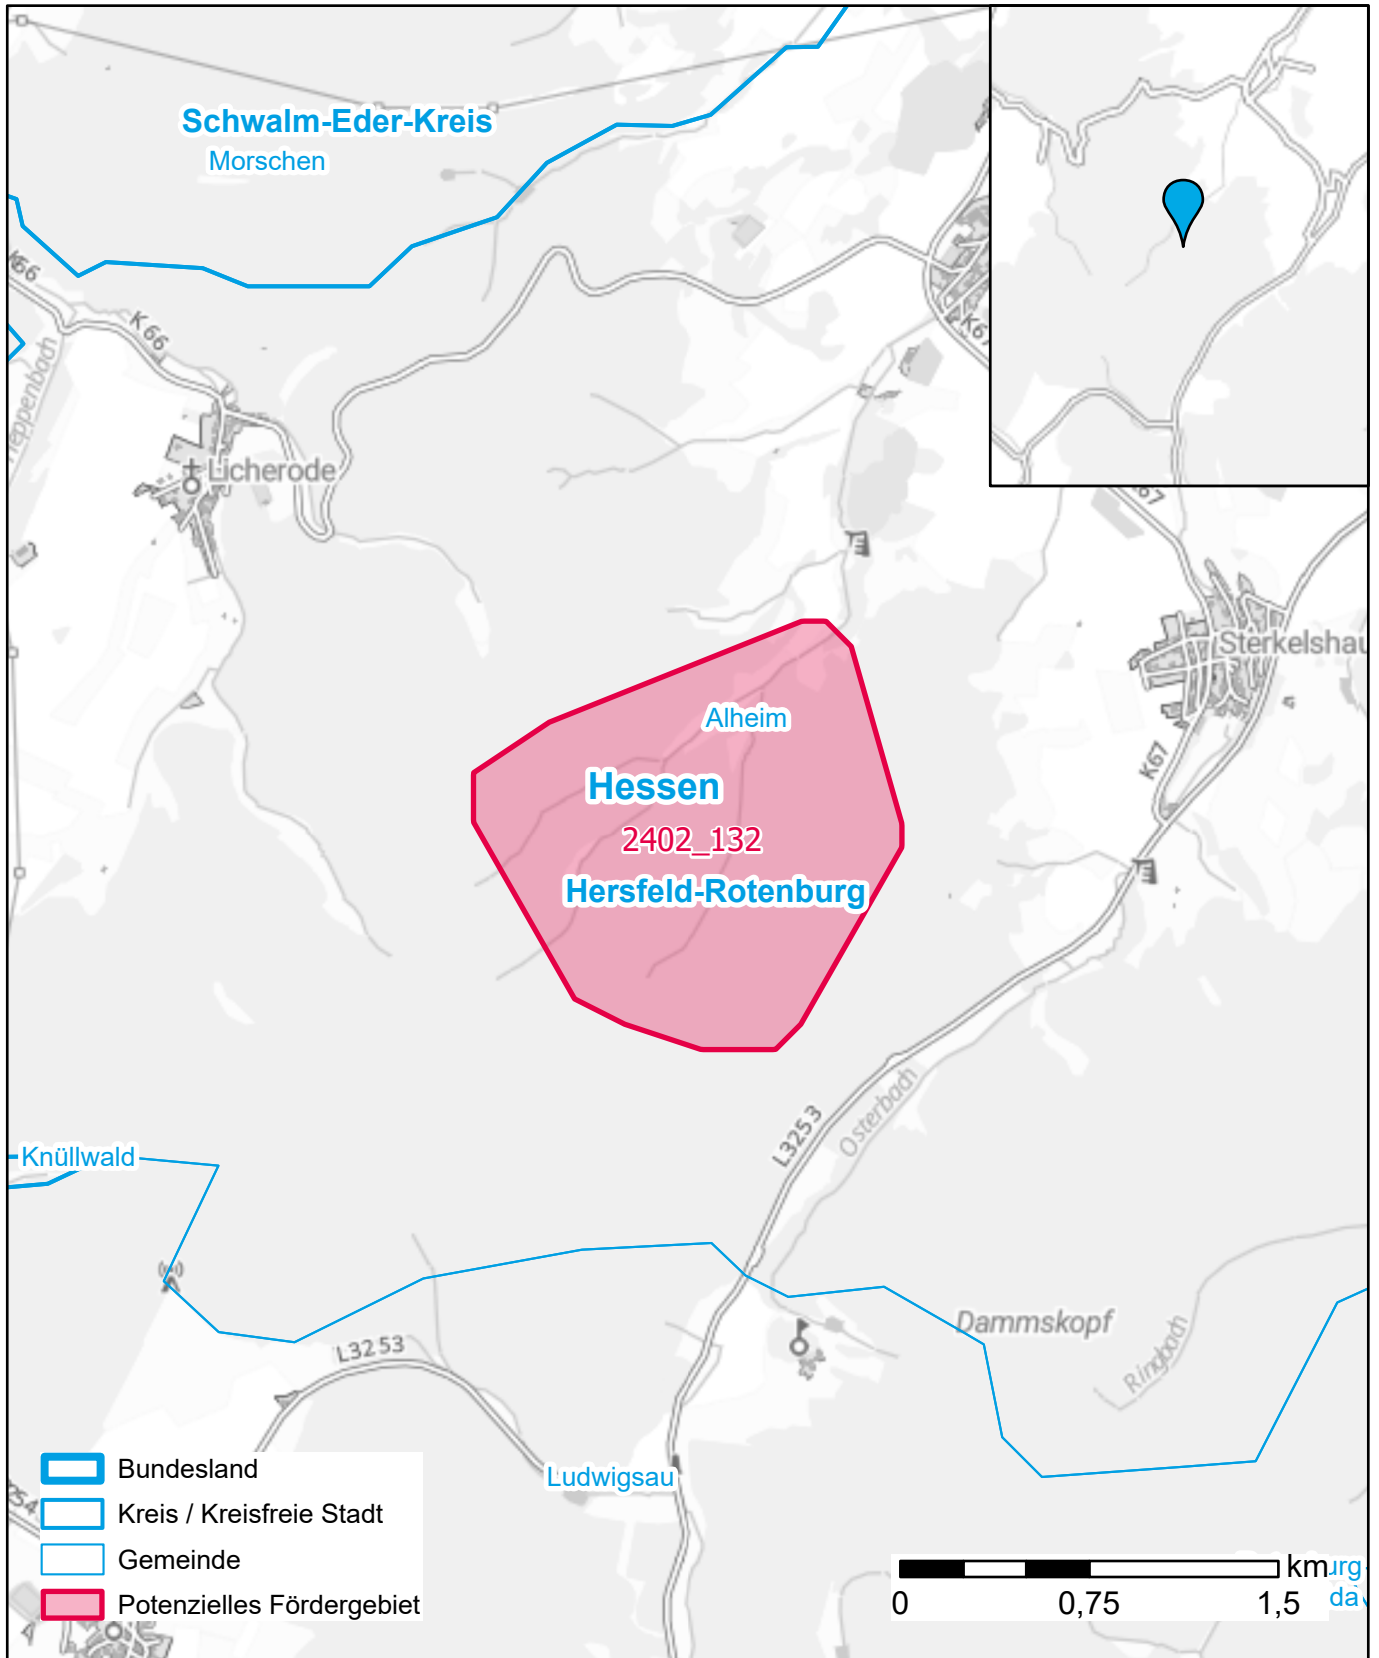 Schwalm-Eder-Kreis
Morschen
K66
K 66
Licherode
K67
Sterkelshau
Alheim
Hessen
2402_132
Hersfeld-Rotenburg
K67
L3253
Osterbach
Knüllwald
Dammskopf
Ringbach
L3253
Ludwigsau
Bundesland
Kreis / Kreisfreie Stadt
Gemeinde
Potenzielles Fördergebiet
km
0 0,75 1,5